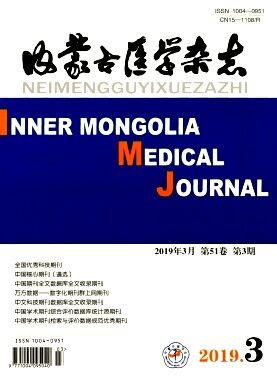 ISSN 1004—0951
CN15—1108/R
内蒙古医学杂志
NEIMENGGUYIXUEZAZHI
INNER MONGOLIA
MEDICAL
JOURNAL
2019年3月 第51卷 第3期
全国优秀科技期刊
中国核心期刊（遴选）
中国期刊全文数据库全文收录期刊
万方数据——数字化期刊群上网期刊
中文科技期刊数据库全文收录期刊
中国学术期刊综合评价数据库统计源期刊
中国学术期刊检索与评价数据规范优秀期刊
ISSN 1004-0951
2019.3